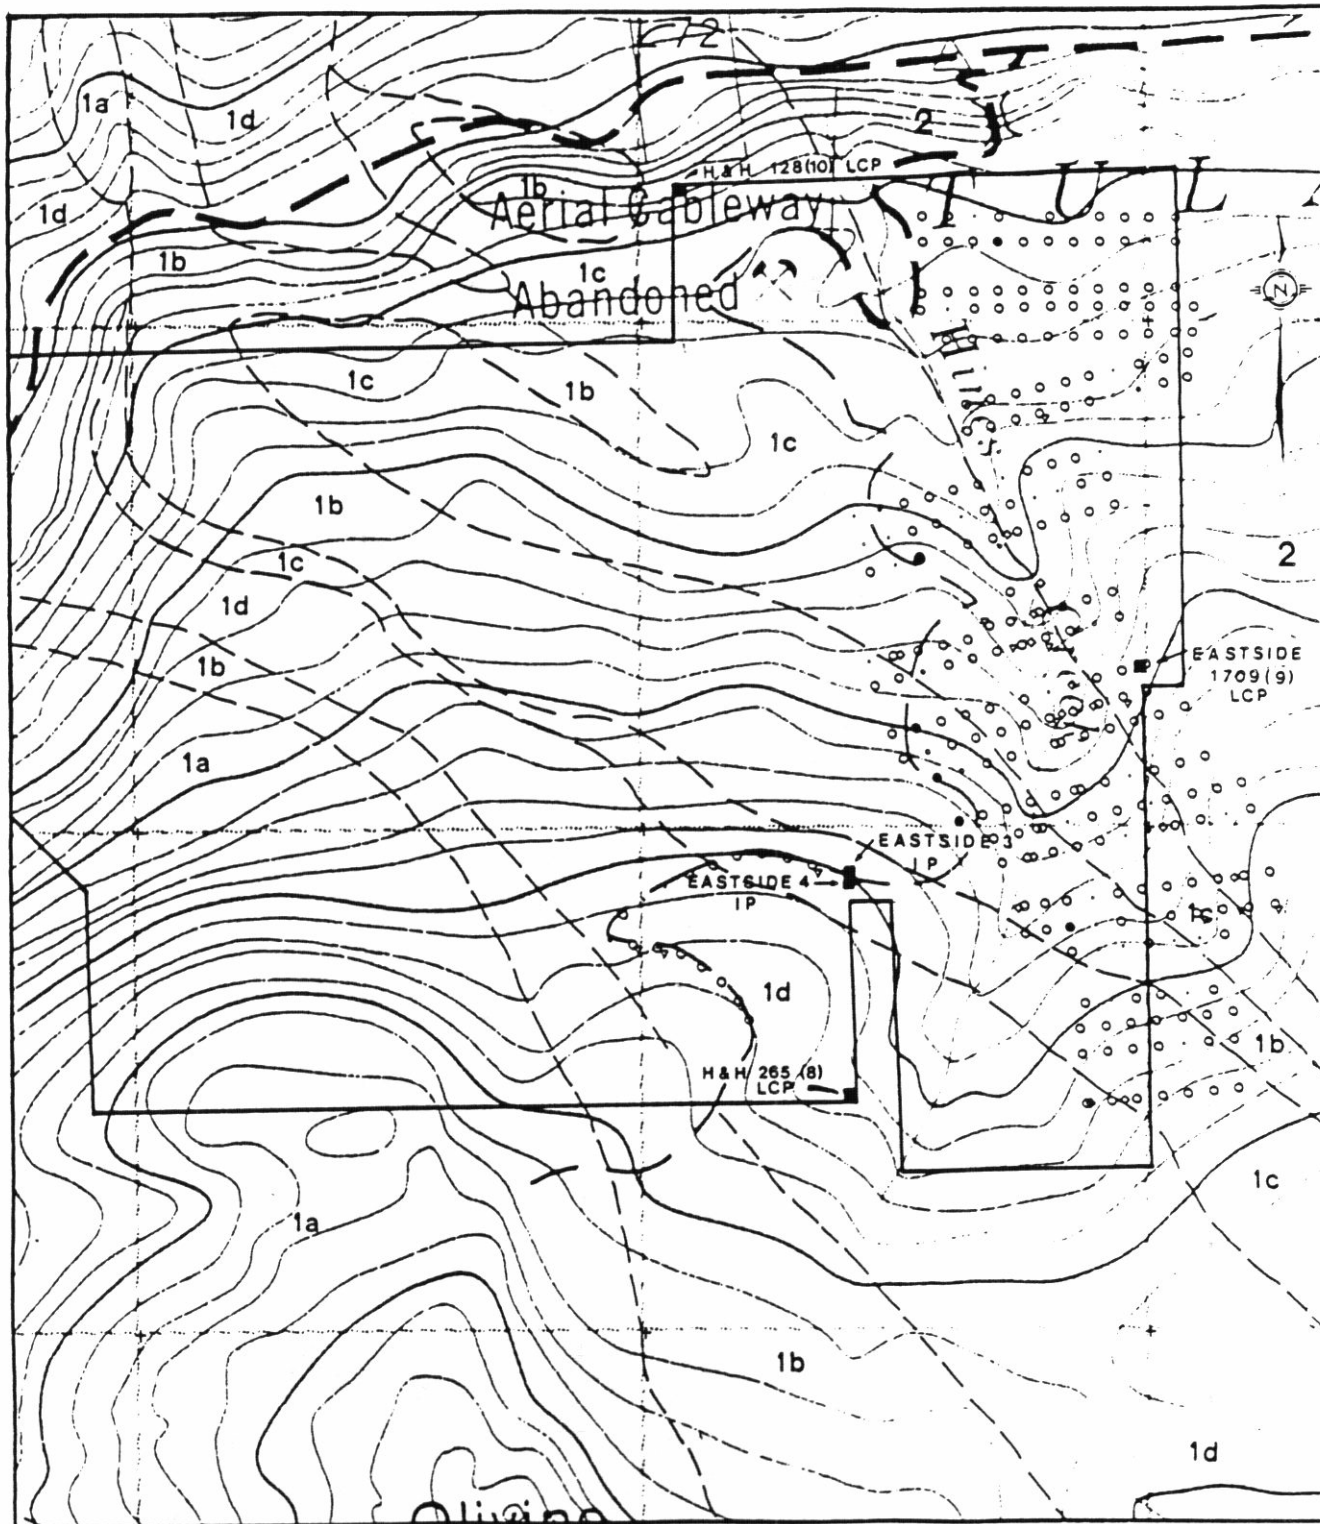 272
1a
1d
2
H & H 128(10) LCP
1b
TUL
1d
Aerial Cableway
1b
1c
Abandoned
N
Hines
1c
1b
1c
1b
2
1c
1d
1b
EASTSIDE
1709(9)
LCP
1a
EASTSIDE 3
IP
EASTSIDE 4
IP
1d
1b
H & H 265 (8)
LCP
1c
1a
1b
1d